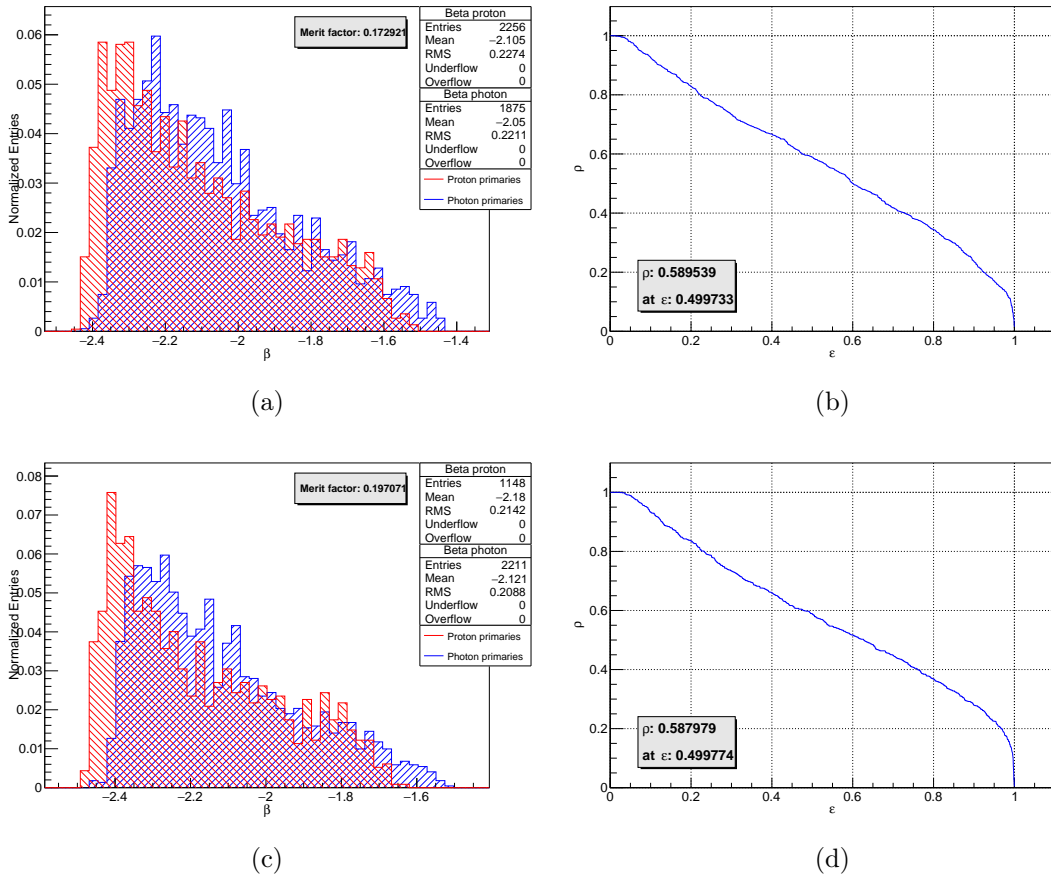 Merit factor: 0.172921
Beta proton
Entries 2256
Mean −2.105
RMS 0.2274
Underflow 0
Overflow 0
Beta photon
Entries 1875
Mean −2.05
RMS 0.2211
Underflow 0
Overflow 0
Proton primaries
Photon primaries
Normalized Entries
0.06
0.05
0.04
0.03
0.02
0.01
0
−2.4 −2.2 −2 −1.8 −1.6 −1.4
β
(a)
ρ
1
0.8
0.6
0.4
0.2
0
ρ: 0.589539
at ε: 0.499733
0 0.2 0.4 0.6 0.8 1
ε
(b)
Merit factor: 0.197071
Beta proton
Entries 1148
Mean −2.18
RMS 0.2142
Underflow 0
Overflow 0
Beta photon
Entries 2211
Mean −2.121
RMS 0.2088
Underflow 0
Overflow 0
Proton primaries
Photon primaries
Normalized Entries
0.08
0.07
0.06
0.05
0.04
0.03
0.02
0.01
0
−2.4 −2.2 −2 −1.8 −1.6
β
(c)
ρ
1
0.8
0.6
0.4
0.2
0
ρ: 0.587979
at ε: 0.499774
0 0.2 0.4 0.6 0.8 1
ε
(d)